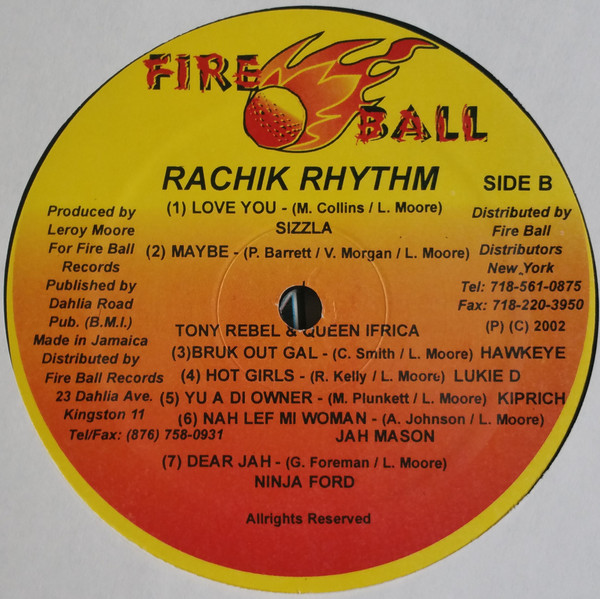 FIRE BALL
RACHIK RHYTHM
SIDE B
(1) LOVE YOU - (M. Collins / L. Moore)
SIZZLA
(2) MAYBE - (P. Barrett / V. Morgan / L. Moore)
TONY REBEL & QUEEN IFRICA
(3)BRUK OUT GAL - (C. Smith / L. Moore) HAWKEYE
(4) HOT GIRLS - (R. Kelly / L. Moore) LUKIE D
(5) YU A DI OWNER - (M. Plunkett / L. Moore) KIPRICH
(6) NAH LEF MI WOMAN - (A. Johnson / L. Moore)
JAH MASON
(7) DEAR JAH - (G. Foreman / L. Moore)
NINJA FORD
Allrights Reserved
Produced by
Leroy Moore
For Fire Ball
Records
Published by
Dahlia Road
Pub. (B.M.I.)
Made in Jamaica
Distributed by
Fire Ball Records
23 Dahlia Ave.
Kingston 11
Tel/Fax: (876) 758-0931
Distributed by
Fire Ball
Distributors
New York
Tel: 718-561-0875
Fax: 718-220-3950
(P) (C) 2002